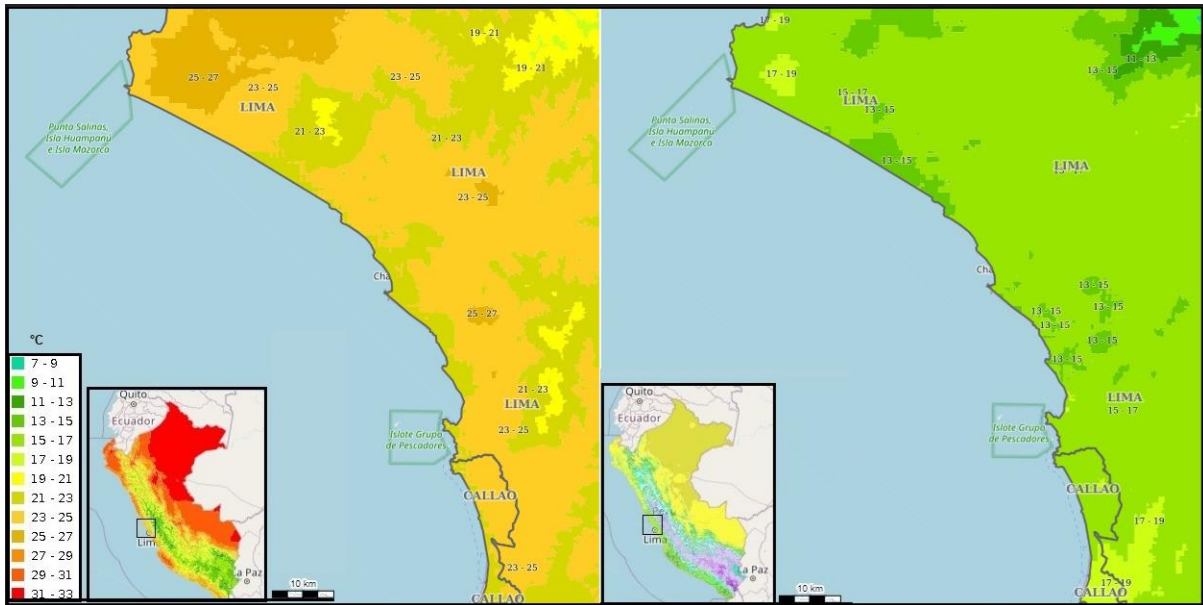 19 - 21
19 - 21
25 - 27
23 - 25
23 - 25
LIMA
Punta Salinas,
Isla Huampanu
e Isla Mazorca
21 - 23
21 - 23
LIMA
23 - 25
Cha
25 - 27
°C
7 - 9
9 - 11
11 - 13
13 - 15
15 - 17
17 - 19
19 - 21
21 - 23
23 - 25
25 - 27
27 - 29
29 - 31
31 - 33
Quito
Ecuador
Lim
La Paz
21 - 23
LIMA
23 - 25
Islote Grupo
de Pescadores
CALLAO
23 - 25
CALLAO
10 km
17 - 19
11 - 13
13 - 15
17 - 19
15 - 17
LIMA
13 - 15
Punta Salinas,
Isla Huampanu
e Isla Mazorca
13 - 15
LIMA
Cha
13 - 15
13 - 15
13 - 15
13 - 15
13 - 15
13 - 15
LIMA
15 - 17
Islote Grupo
de Pescadores
Quito
Ecuador
Pe
Lima
La Paz
CALLAO
17 - 19
17 - 19
CALLAO
10 km